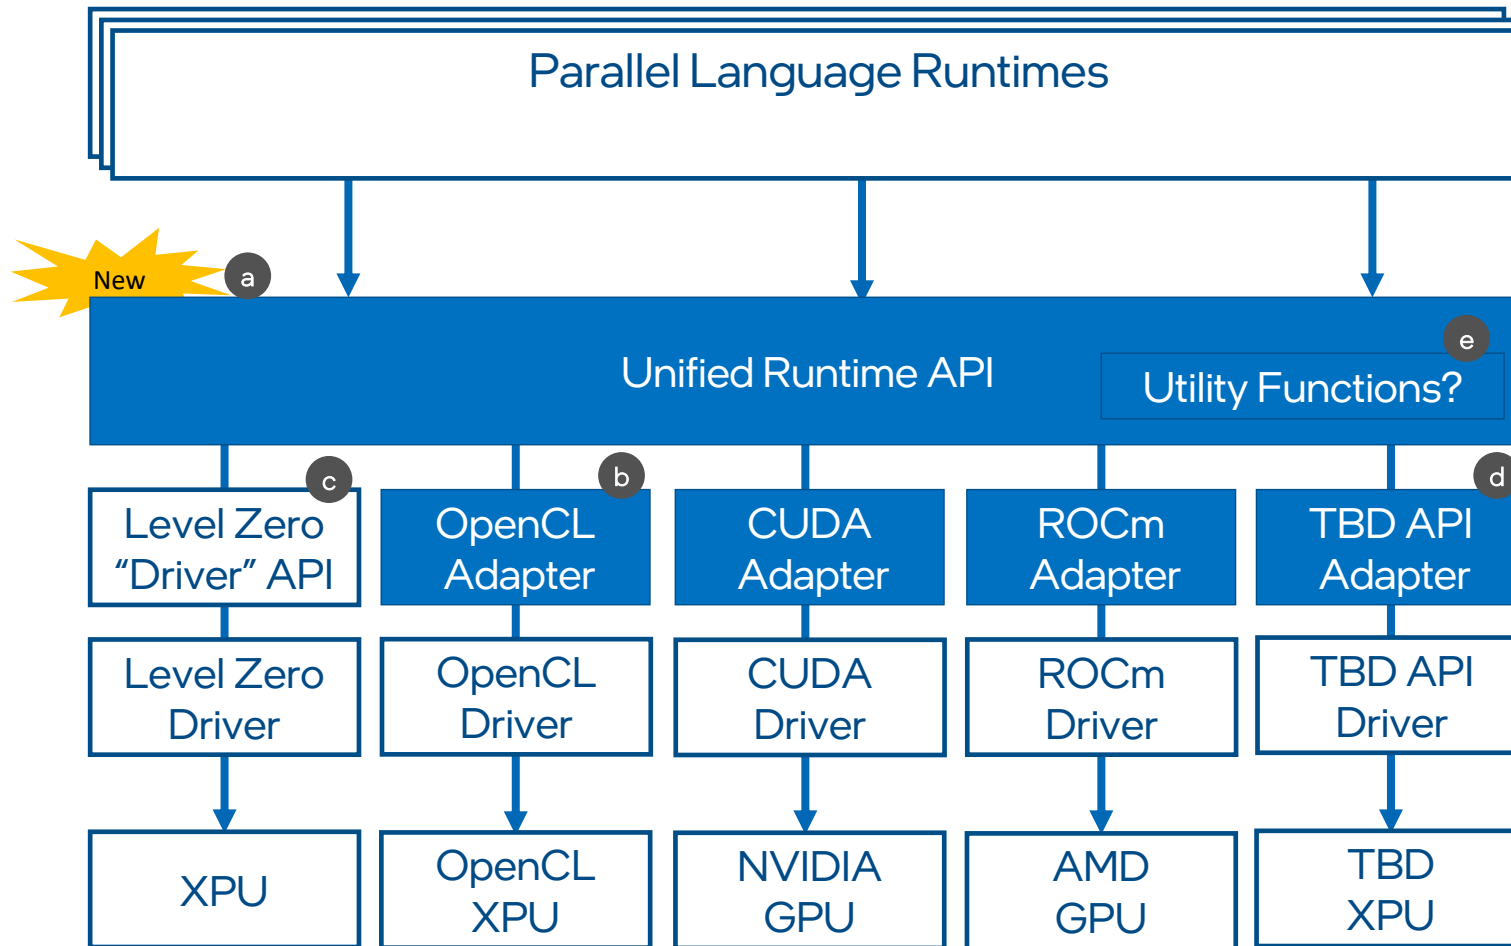 Parallel Language Runtimes
New
a
Unified Runtime API
e
Utility Functions?
c
Level Zero
“Driver” API
b
OpenCL
Adapter
CUDA
Adapter
ROCm
Adapter
d
TBD API
Adapter
Level Zero
Driver
OpenCL
Driver
CUDA
Driver
ROCm
Driver
TBD API
Driver
XPU
OpenCL
XPU
NVIDIA
GPU
AMD
GPU
TBD
XPU